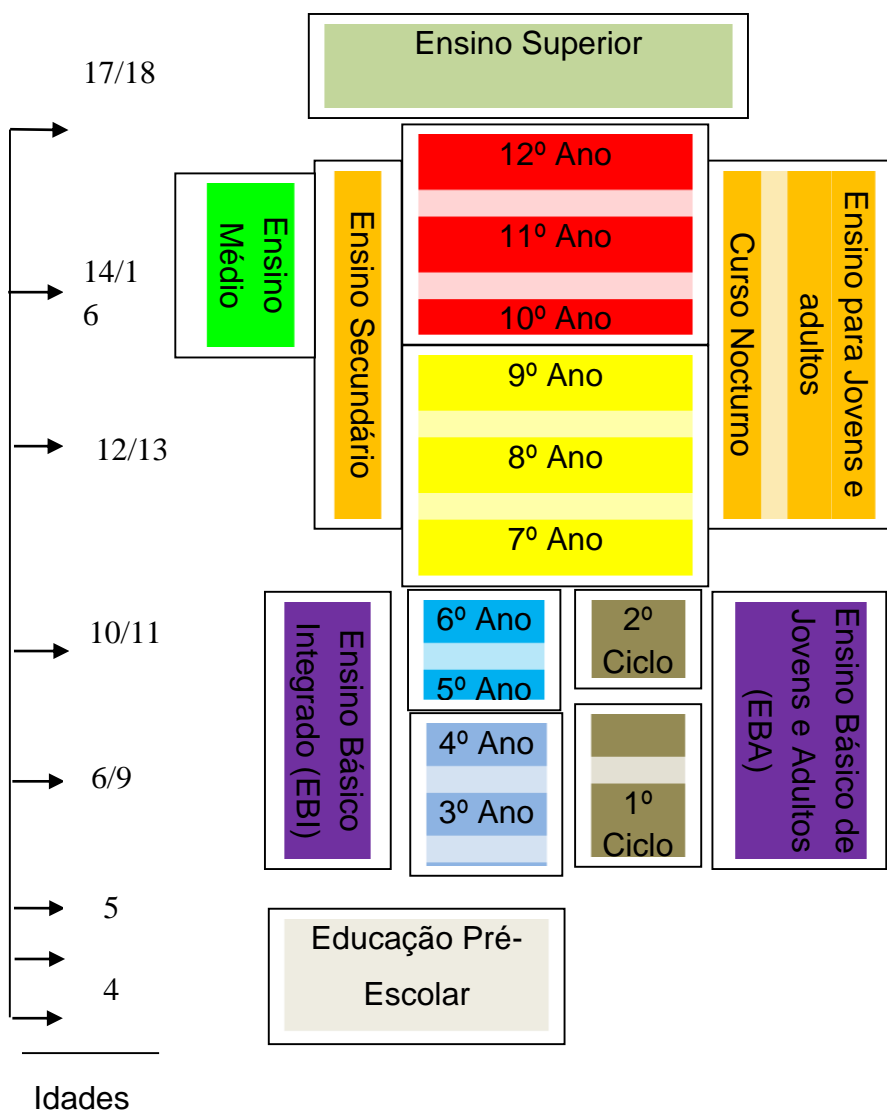 Ensino Superior
17/18
12º Ano
11º Ano
10º Ano
Ensino
Médio
Ensino Secundário
Ensino para Jovens e
adultos
Curso Nocturno
14/1
6
9º Ano
8º Ano
7º Ano
12/13
6º Ano
5º Ano
2º
Ciclo
10/11
Ensino Básico
Integrado (EBI)
Ensino Básico de
Jovens e Adultos
(EBA)
4º Ano
3º Ano
1º
Ciclo
6/9
5
Educação Pré-
Escolar
4
Idades